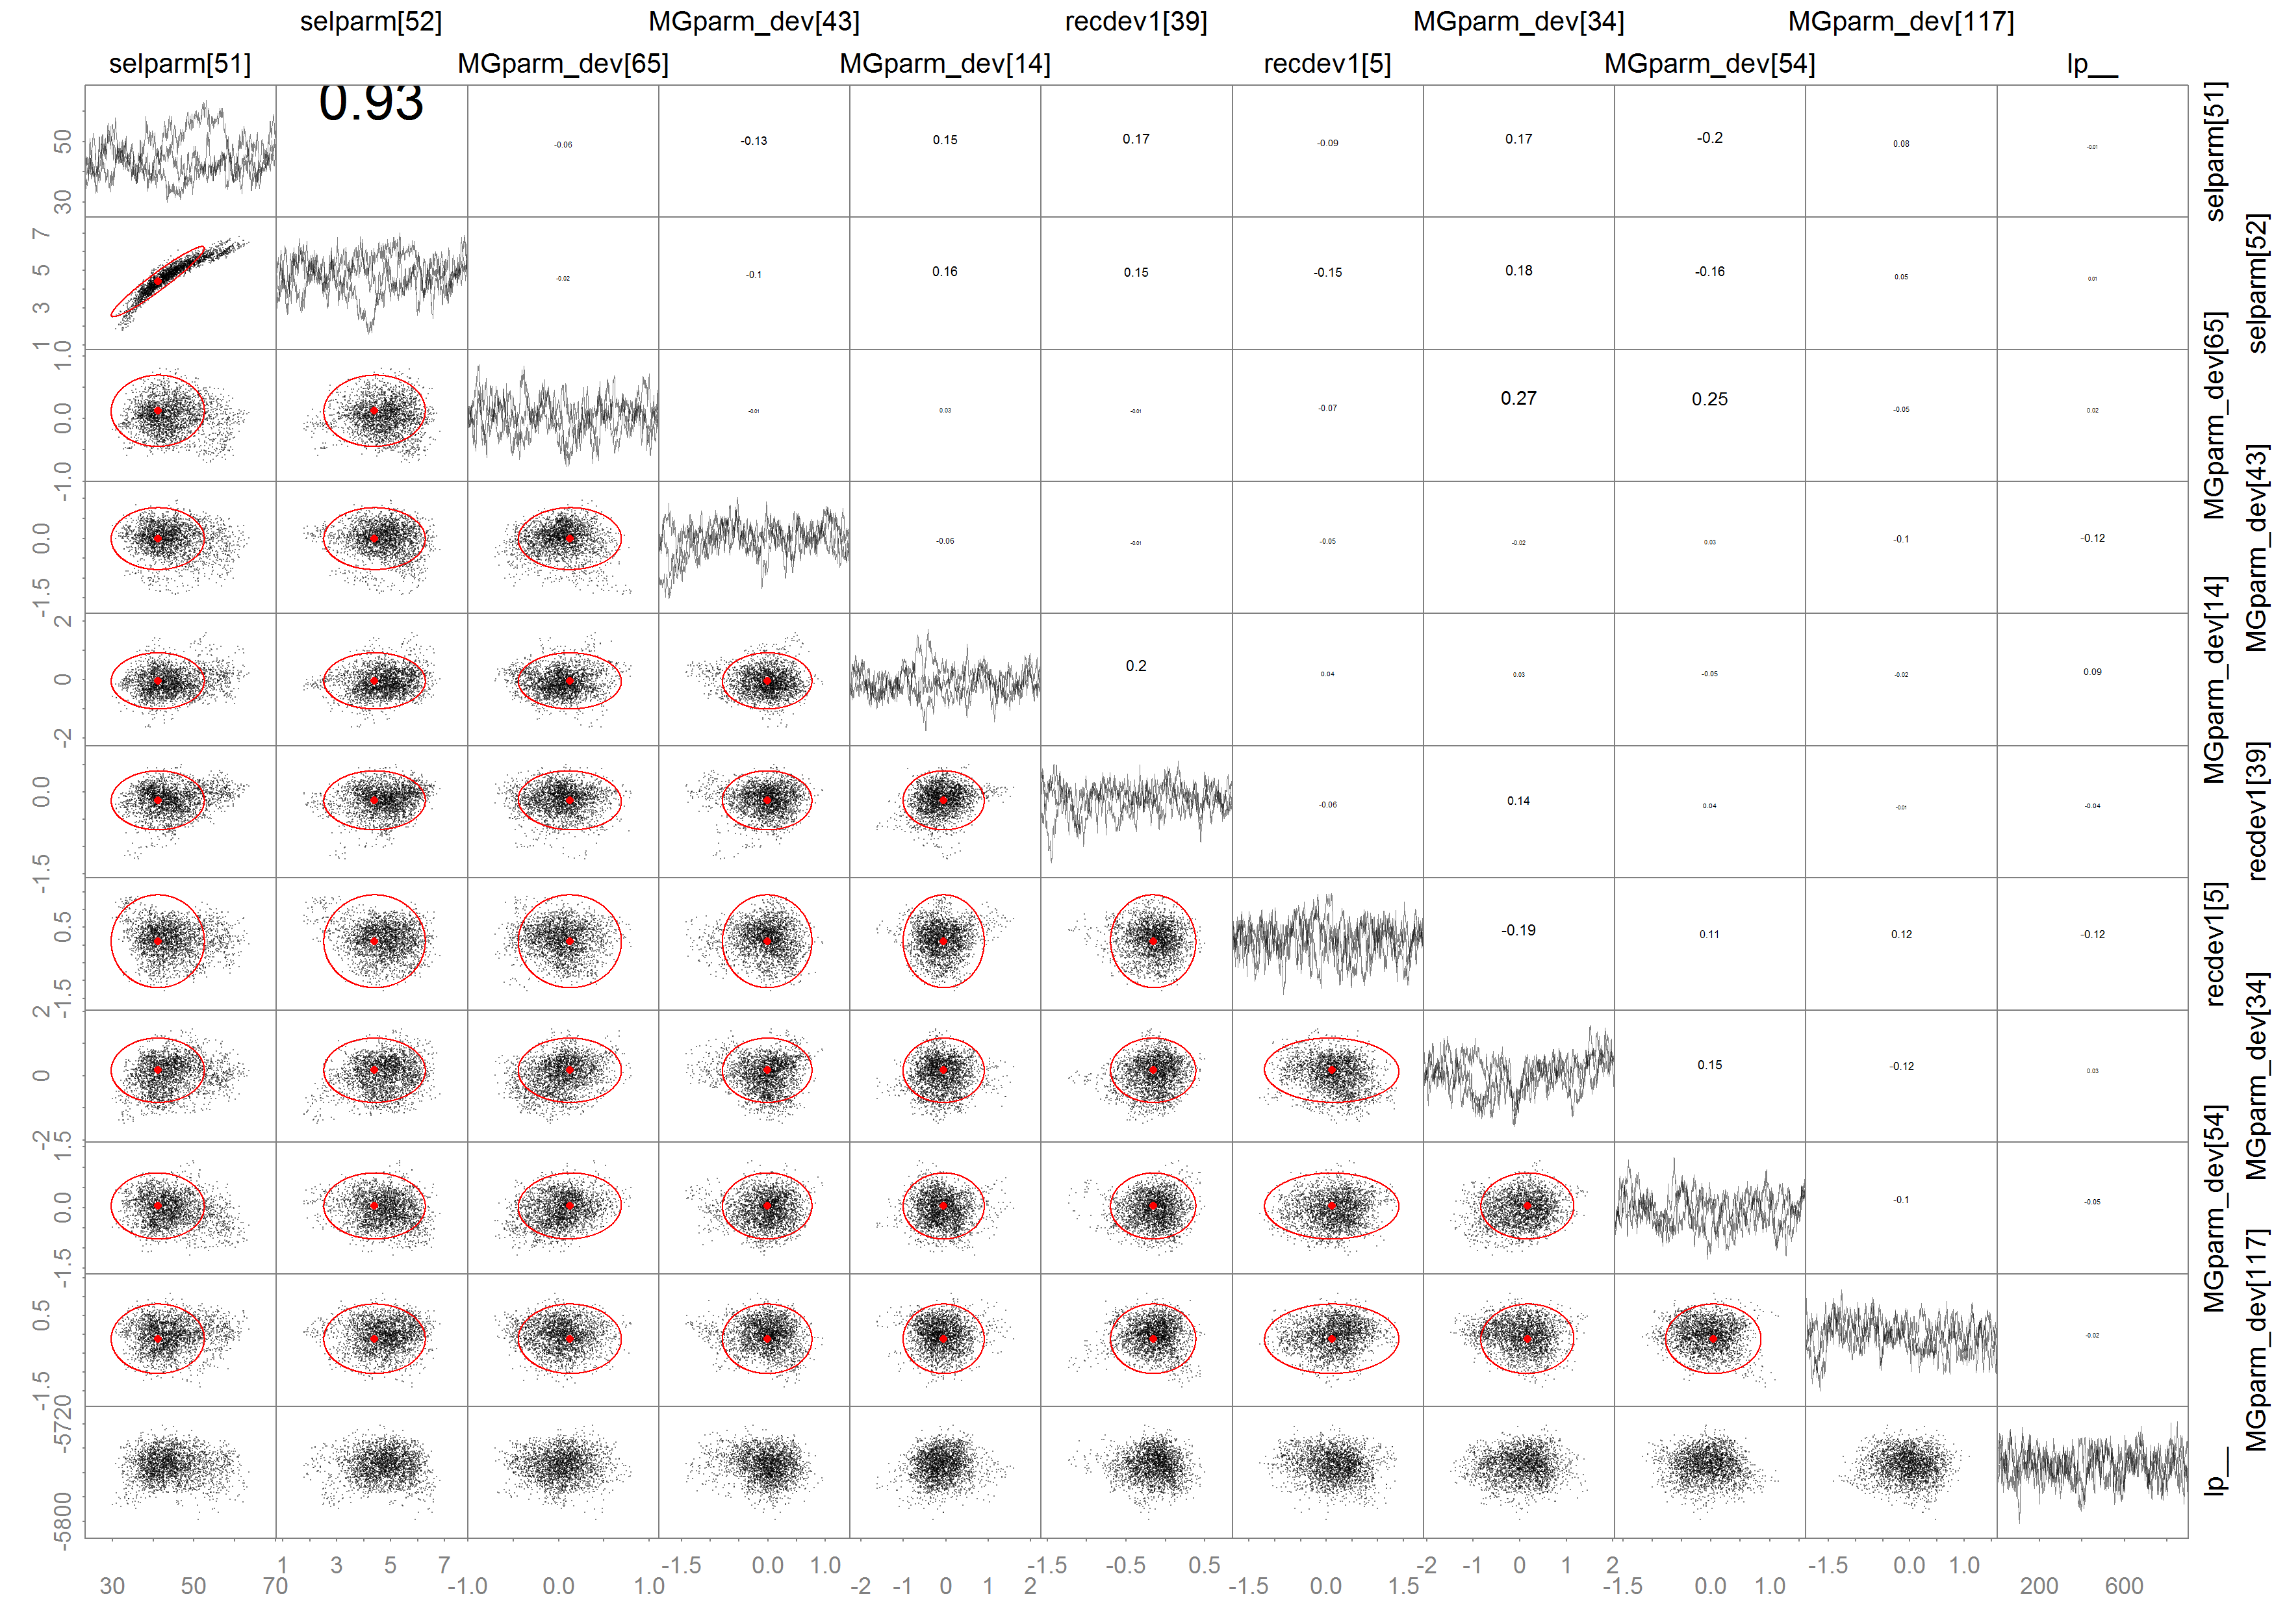 selparm[52] MGparm_dev[43] recdev1[39] MGparm_dev[34] MGparm_dev[117]
selparm[51] MGparm_dev[65] MGparm_dev[14] recdev1[5] MGparm_dev[54] lp__
0.93 -0.06 -0.13 0.15 0.17 -0.09 0.17 -0.2 0.08 -0.01
30 50
selparm[51]
-0.02 -0.1 0.16 0.15 -0.15 0.18 -0.16 0.05 0.01
1 3 5 7
selparm[52]
-0.01 0.03 -0.01 -0.07 0.27 0.25 -0.05 0.02
-1.0 0.0 1.0
MGparm_dev[65]
-0.06 -0.01 -0.05 -0.02 0.03 -0.1 -0.12
-1.5 0.0
MGparm_dev[43]
0.2 0.04 0.03 -0.05 -0.02 0.09
-2 0 2
MGparm_dev[14]
-0.06 0.14 0.04 -0.01 -0.04
-1.5 0.0
recdev1[39]
-0.19 0.11 0.12 -0.12
-1.5 0.5
recdev1[5]
0.15 -0.12 0.03
-2 0 2
MGparm_dev[34]
-0.1 -0.05
-1.5 0.0 1.5
MGparm_dev[54]
-0.02
-1.5 0.5
MGparm_dev[117]
-5800 -5720
lp__
1 3 5 7 -1.5 0.0 1.0 -1.5 -0.5 0.5 -2 -1 0 1 2 -1.5 0.0 1.0
30 50 70 -1.0 0.0 1.0 -2 -1 0 1 2 -1.5 0.0 1.5 -1.5 0.0 1.0 200 600